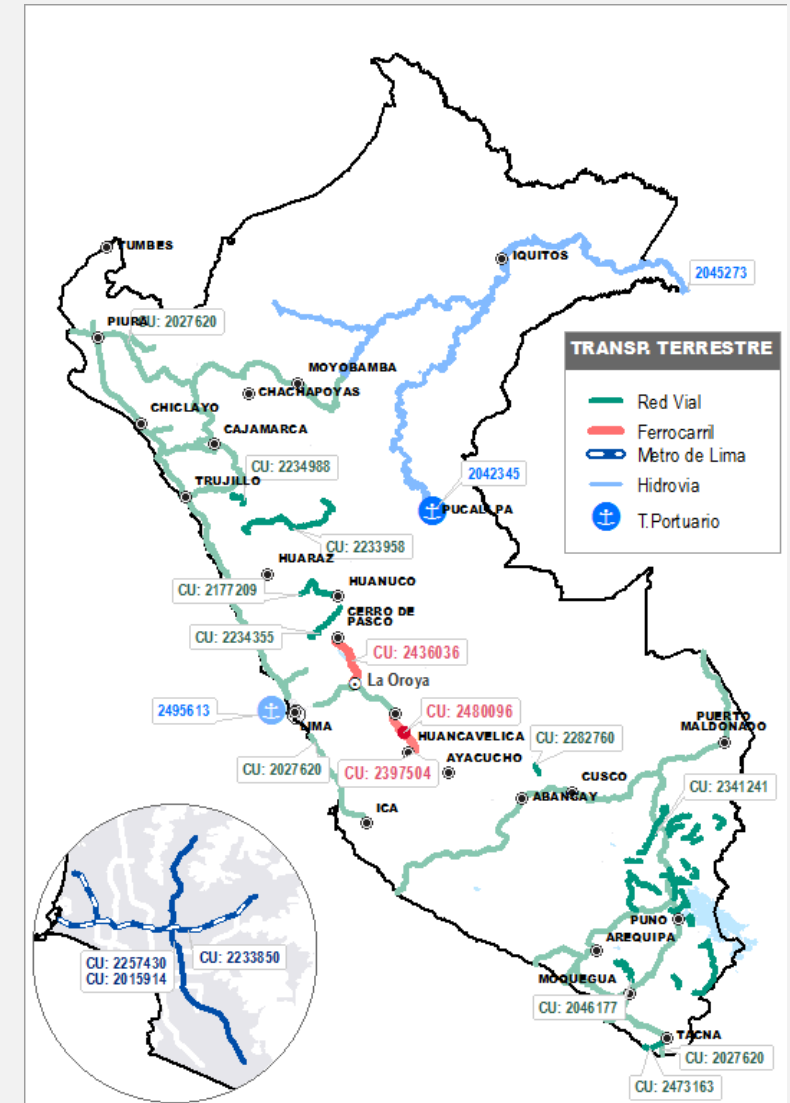 TUMBES
IQUITOS
2045273
PIURA
CU: 2027620
TRANSP. TERRESTRE
Red Vial
Ferrocarril
Metro de Lima
Hidrovia
T.Portuario
MOYOBAMBA
CHACHAPOYAS
CHICLAYO
CAJAMARCA
CU: 2234988
TRUJILLO
2042345
PUCALLPA
CU: 2233958
HUARAZ
HUANUCO
CU: 2177209
CERRO DE
PASCO
CU: 2234355
CU: 2436036
La Oroya
2495613
LIMA
CU: 2480096
HUANCAVELICA
CU: 2282760
PUERTO
MALDONADO
CU: 2027620
CU: 2397504
AYACUCHO
CUSCO
CU: 2341241
ABANCAY
ICA
PUNO
AREQUIPA
CU: 2257430
CU: 2015914
CU: 2233850
MOQUEGUA
CU: 2046177
TACNA
CU: 2027620
CU: 2473163